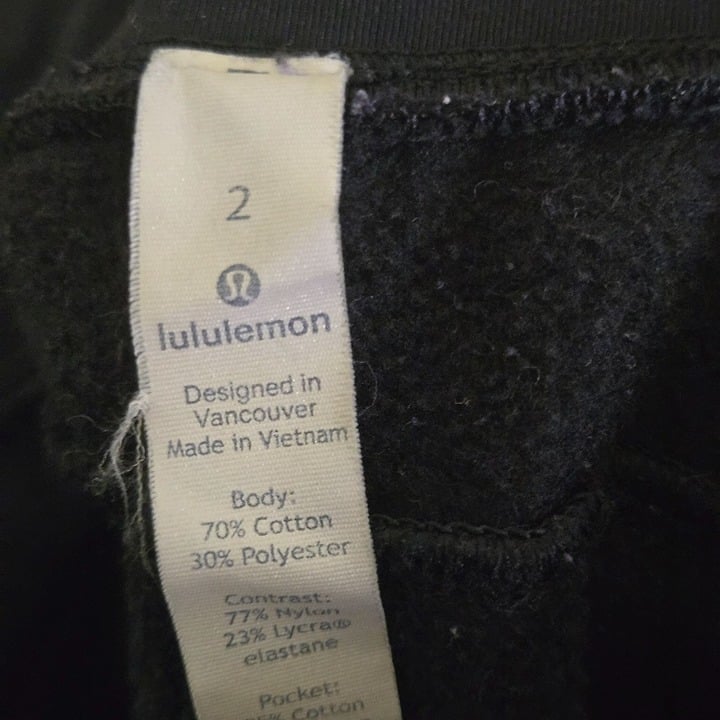 2
lululemon
Designed in
Vancouver
Made in Vietnam
Body:
70% Cotton
30% Polyester
Contrast:
77% Nylon
23% Lycra®
elastane
Pocket:
Cotton